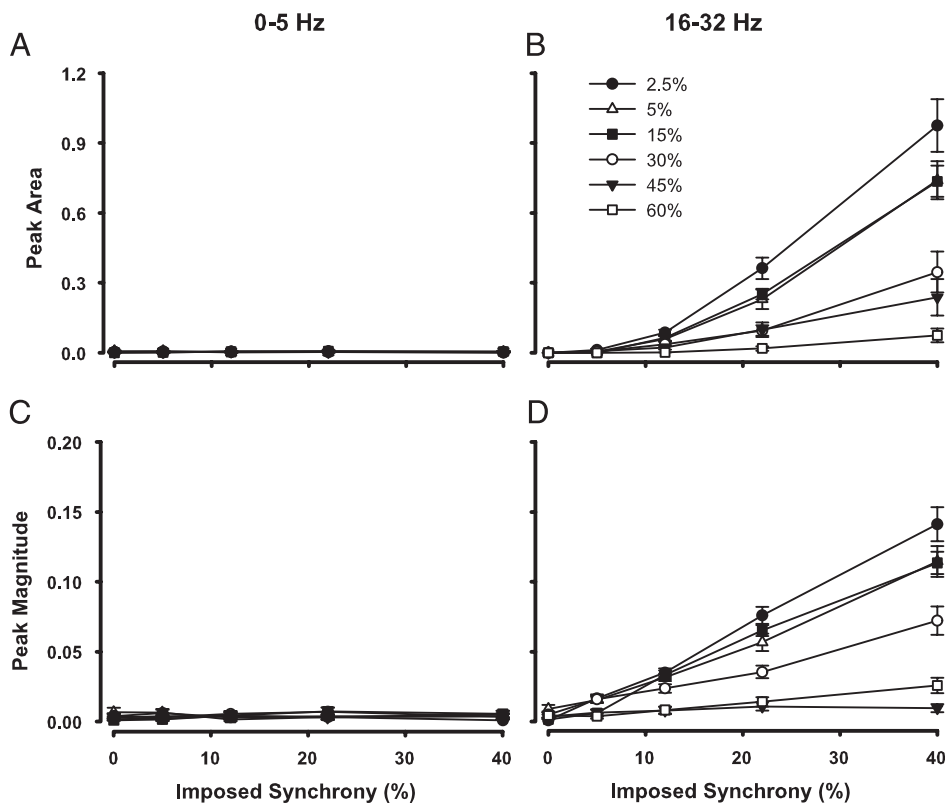 0-5 Hz
16-32 Hz
A
B
1.2
0.9
0.6
0.3
0.0
Peak Area
2.5%
5%
15%
30%
45%
60%
C
D
0.20
0.15
0.10
0.05
0.00
Peak Magnitude
0
10
20
30
40
0
10
20
30
40
Imposed Synchrony (%)
Imposed Synchrony (%)